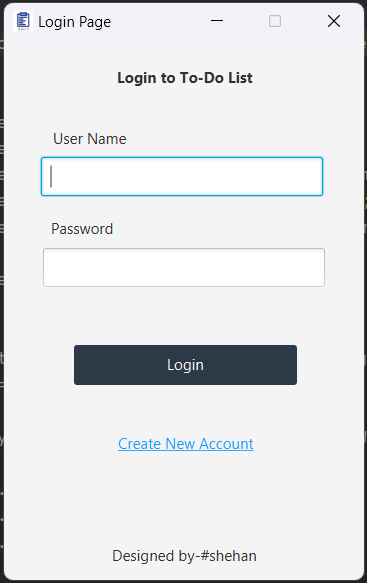 Login Page
Login to To-Do List
User Name
Password
Login
Create New Account
Designed by-#shehan